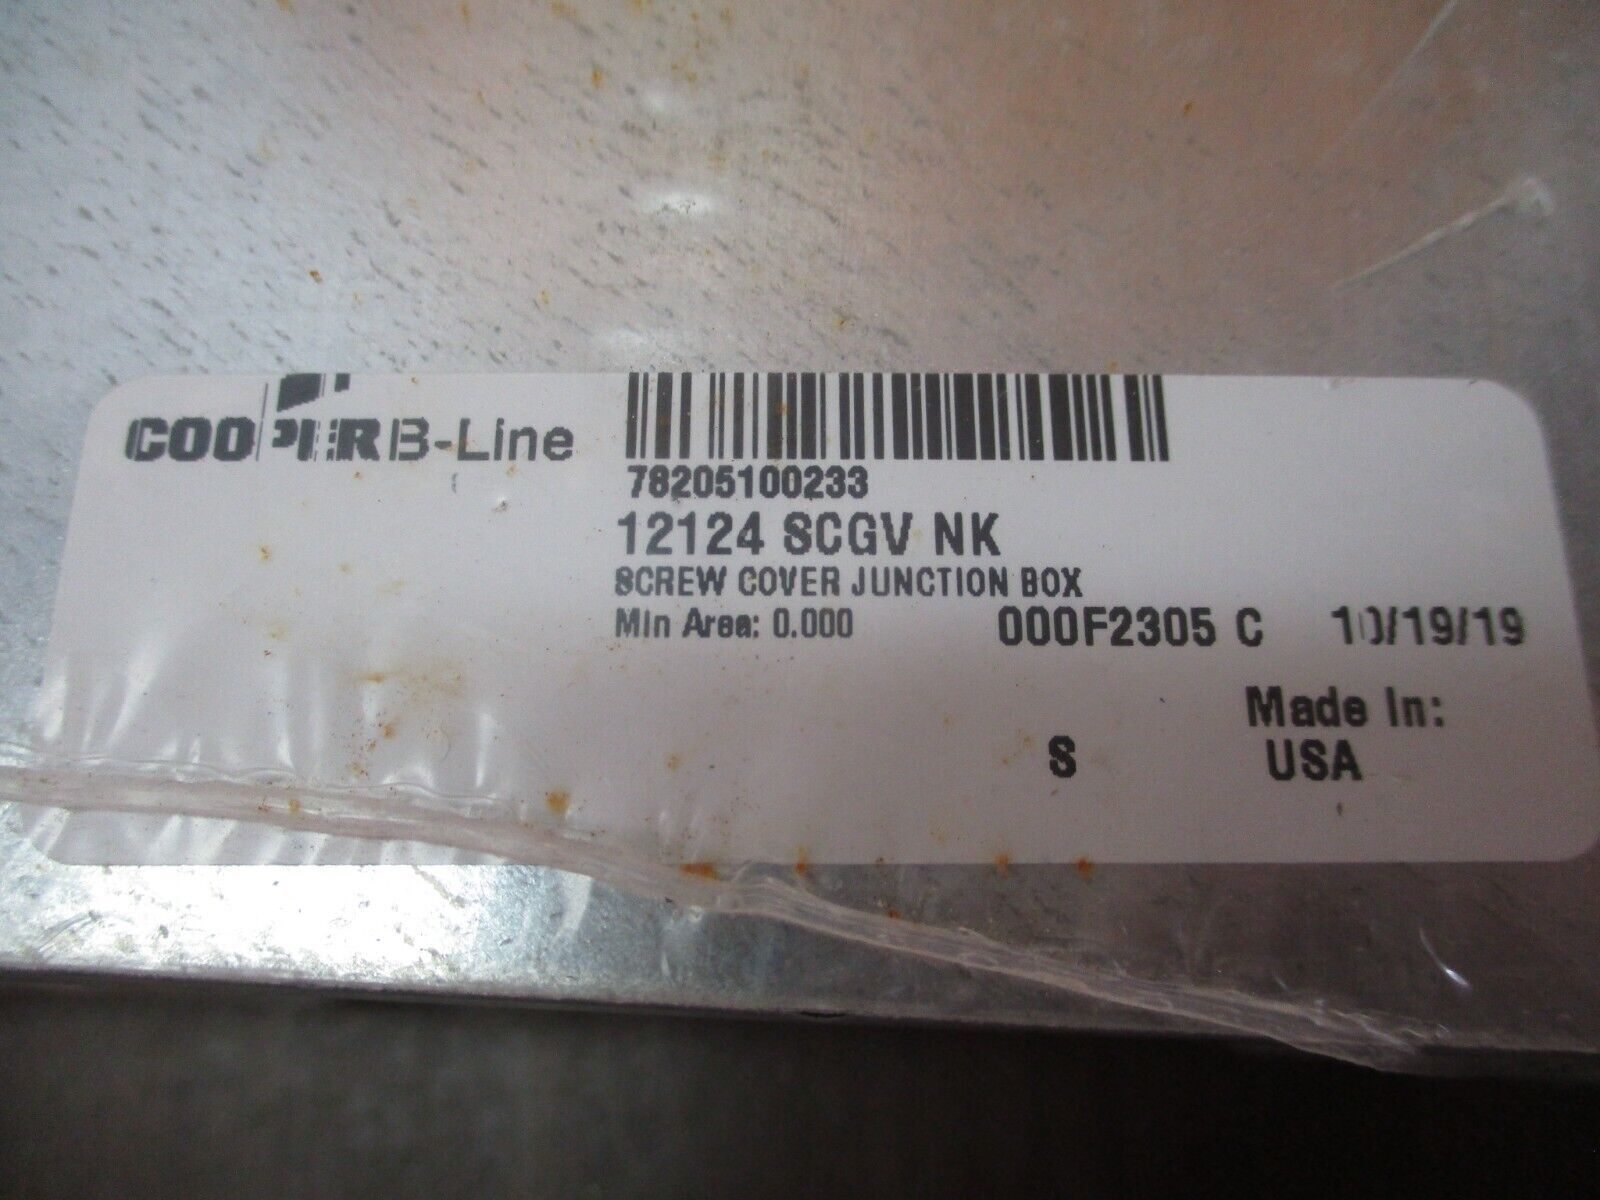 COOPER B-Line
78205100233
12124 SCGV NK
SCREW COVER JUNCTION BOX
Min Area: 0.000 000F2305 C 10/19/19
Made In:
S USA